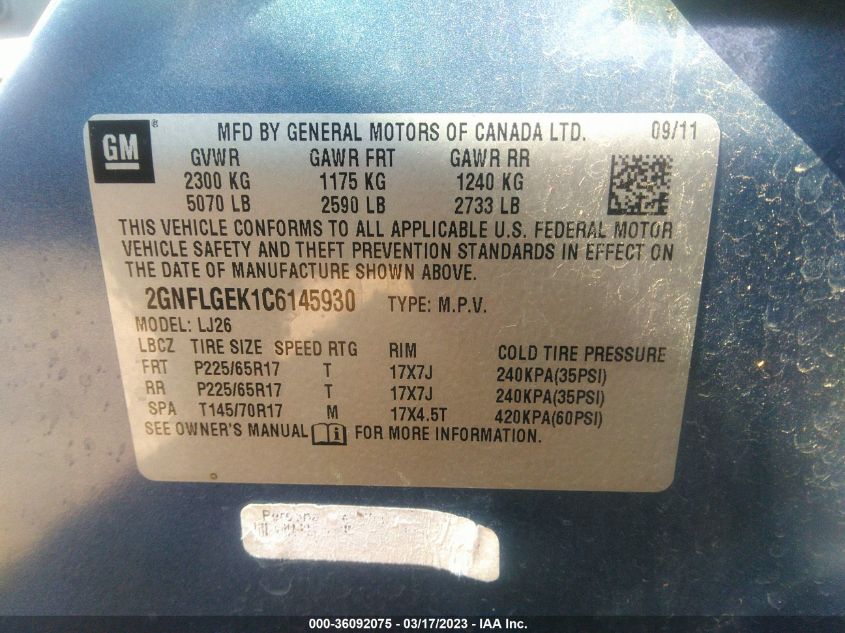 GM ® MFD BY GENERAL MOTORS OF CANADA LTD. 09/11
GVWR GAWR FRT GAWR RR
2300 KG 1175 KG 1240 KG
5070 LB 2590 LB 2733 LB
THIS VEHICLE CONFORMS TO ALL APPLICABLE U.S. FEDERAL MOTOR
VEHICLE SAFETY AND THEFT PREVENTION STANDARDS IN EFFECT ON
THE DATE OF MANUFACTURE SHOWN ABOVE.
2GNFLGEK1C6145930 TYPE: M.P.V.
MODEL: LJ26
LBCZ TIRE SIZE SPEED RTG RIM COLD TIRE PRESSURE
FRT P225/65R17 T 17X7J 240KPA(35PSI)
RR P225/65R17 T 17X7J 240KPA(35PSI)
SPA T145/70R17 M 17X4.5T 420KPA(60PSI)
SEE OWNER'S MANUAL i FOR MORE INFORMATION.
000-36092075 — 03/17/2023 — IAA Inc.